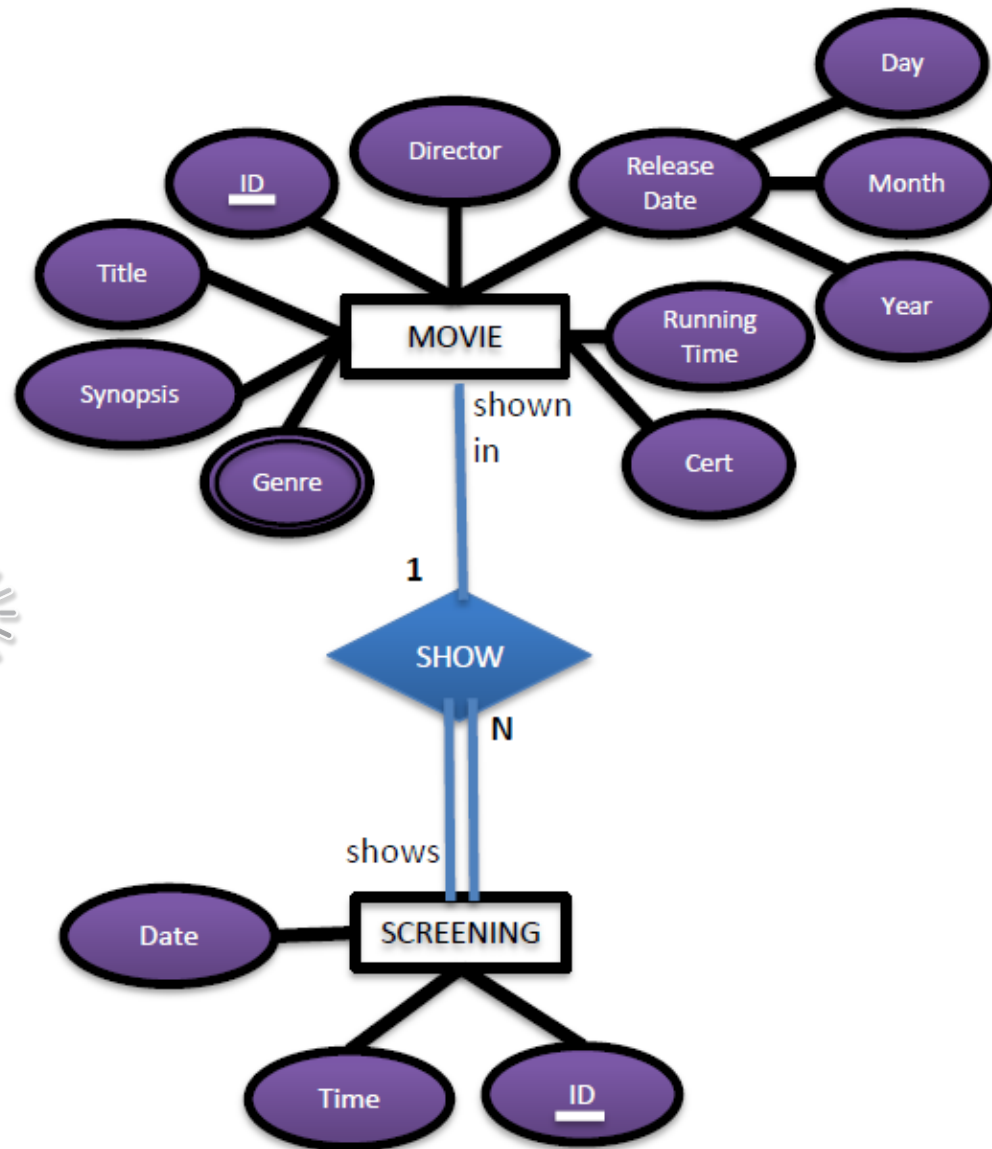 Day
Director
Release
Date
ID
Month
Title
Year
MOVIE
Running
Time
Synopsis
shown
in
Cert
Genre
1
SHOW
N
shows
Date
SCREENING
Time
ID